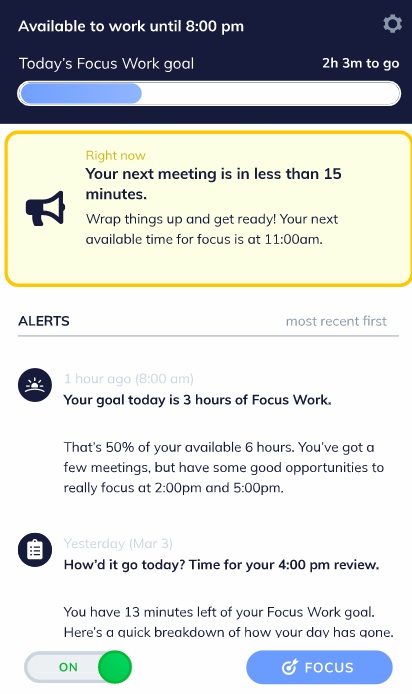 Available to work until 8:00 pm
Today's Focus Work goal
2h 3m to go
Right now
Your next meeting is in less than 15
minutes.
Wrap things up and get ready! Your next
available time for focus is at 11:00am.
ALERTS
most recent first
1 hour ago (8:00 am)
Your goal today is 3 hours of Focus Work.
That's 50% of your available 6 hours. You've got a
few meetings, but have some good opportunities to
really focus at 2:00pm and 5:00pm.
Yesterday (Mar 3)
How'd it go today? Time for your 4:00 pm review.
You have 13 minutes left of your Focus Work goal.
Here's a quick breakdown of how your day has gone.
ON
FOCUS